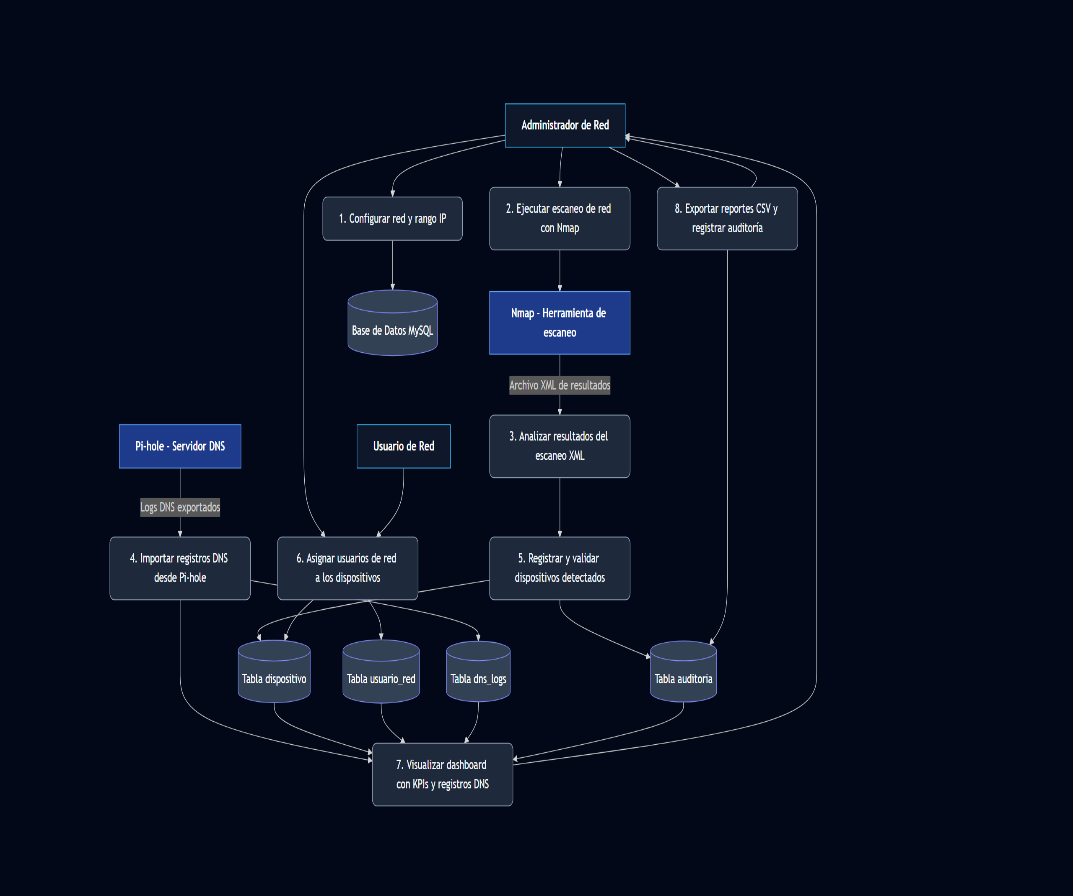 Administrador de Red
1. Configurar red y rango IP
2. Ejecutar escaneo de red
con Nmap
8. Exportar reportes CSV y
registrar auditoría
Base de Datos MySQL
Nmap - Herramienta de
escaneo
Archivo XML de resultados
Pi-hole - Servidor DNS
Usuario de Red
3. Analizar resultados del
escaneo XML
Logs DNS exportados
4. Importar registros DNS
desde Pi-hole
6. Asignar usuarios de red
a los dispositivos
5. Registrar y validar
dispositivos detectados
Tabla dispositivo
Tabla usuario_red
Tabla dns_logs
Tabla auditoria
7. Visualizar dashboard
con KPIs y registros DNS